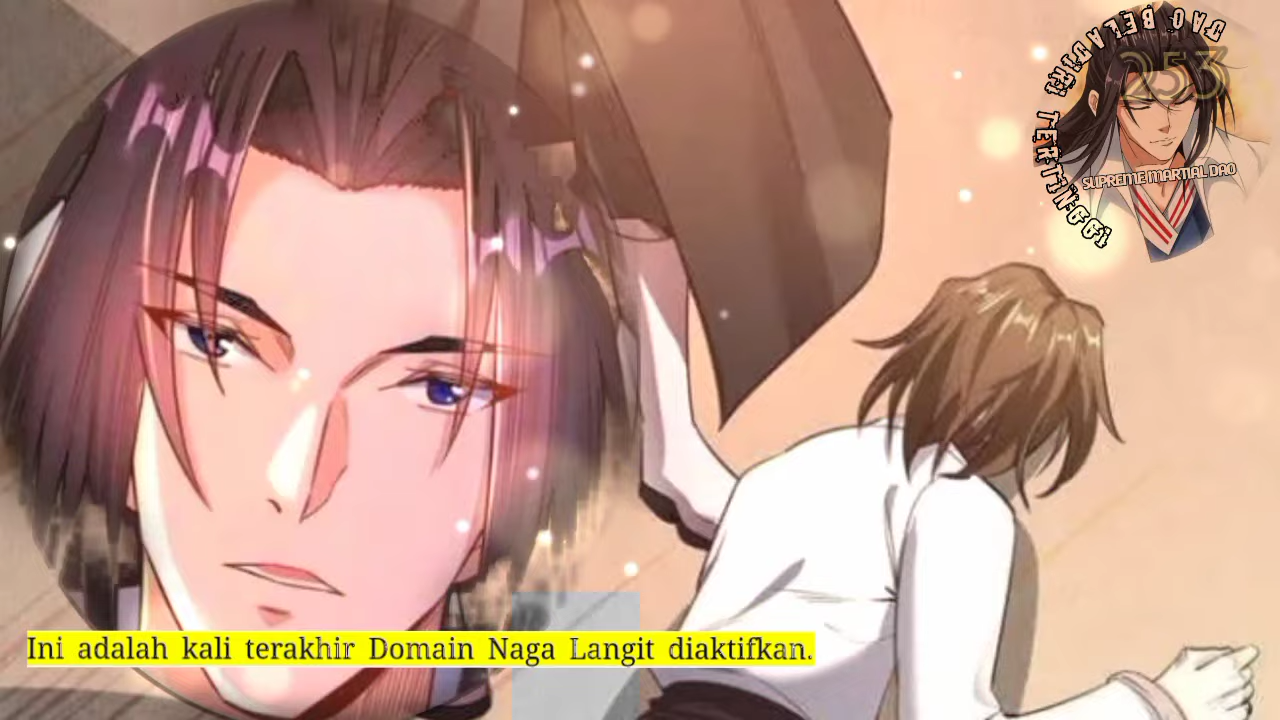 DAO BELADIRI TERTINGGI
253
SUPREME MARTIAL DAO
Ini adalah kali terakhir Domain Naga Langit diaktifkan.